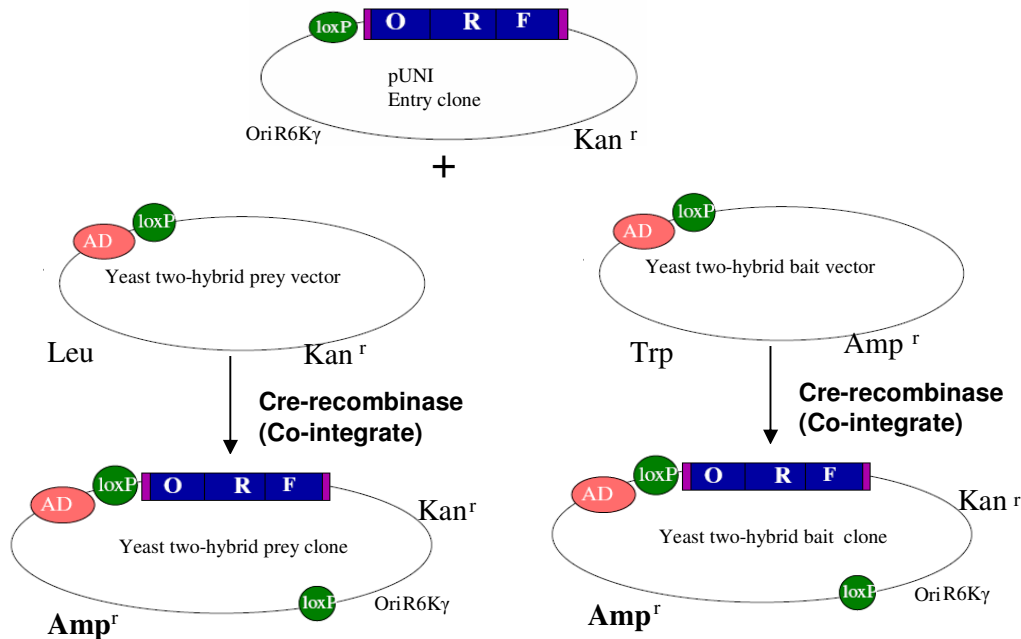 loxP
O R F
pUNI
Entry clone
OriR6Kγ
Kan r
+
AD
loxP
Yeast two-hybrid prey vector
Leu
Kan r
AD
loxP
Yeast two-hybrid bait vector
Trp
Amp r
Cre-recombinase
(Co-integrate)
Cre-recombinase
(Co-integrate)
AD
loxP
O R F
Kan r
Yeast two-hybrid prey clone
loxP
OriR6Kγ
Amp r
AD
loxP
O R F
Kan r
Yeast two-hybrid bait clone
loxP
OriR6Kγ
Amp r